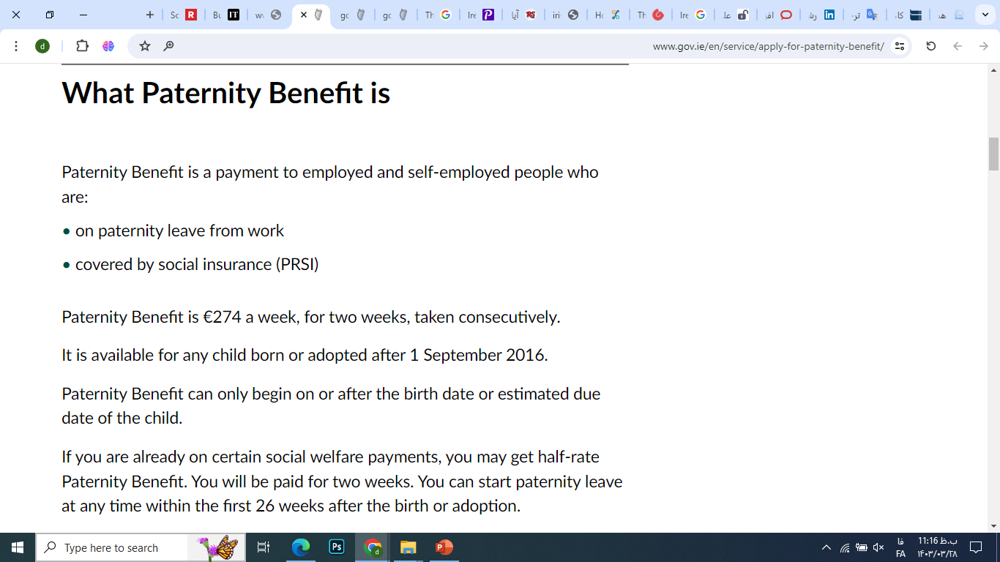 Sc
Bu
gc
gc
Th
Ire
آیا
iri
Ho
Th
Ire
علا
افز
رش
تر.
کا:
هد
d
www.gov.ie/en/service/apply-for-paternity-benefit/
What Paternity Benefit is
Paternity Benefit is a payment to employed and self-employed people who
are:
• on paternity leave from work
• covered by social insurance (PRSI)
Paternity Benefit is €274 a week, for two weeks, taken consecutively.
It is available for any child born or adopted after 1 September 2016.
Paternity Benefit can only begin on or after the birth date or estimated due
date of the child.
If you are already on certain social welfare payments, you may get half-rate
Paternity Benefit. You will be paid for two weeks. You can start paternity leave
at any time within the first 26 weeks after the birth or adoption.
Type here to search
Ps
فا
FA
11:16 ب.ظ
۱۴۰۳/۰۳/۲۸